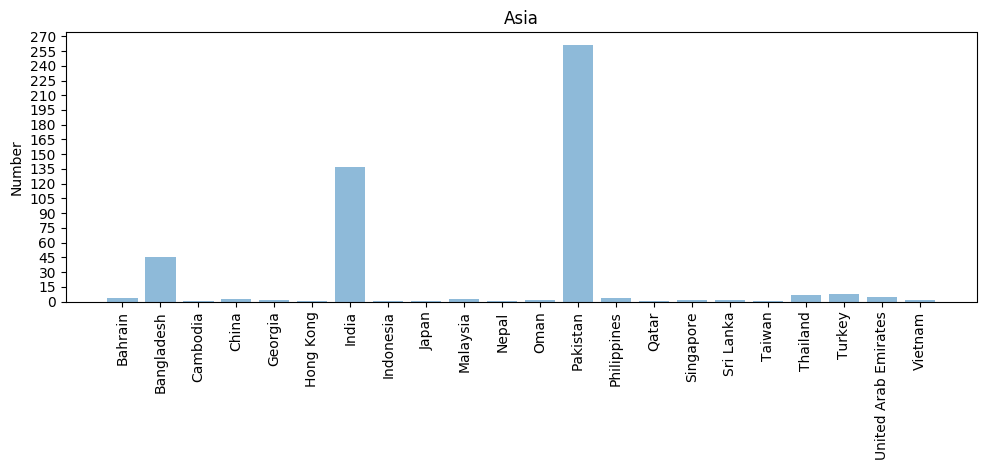 Asia
Number
270
255
240
225
210
195
180
165
150
135
120
105
90
75
60
45
30
15
0
Bahrain
Bangladesh
Cambodia
China
Georgia
Hong Kong
India
Indonesia
Japan
Malaysia
Nepal
Oman
Pakistan
Philippines
Qatar
Singapore
Sri Lanka
Taiwan
Thailand
Turkey
United Arab Emirates
Vietnam